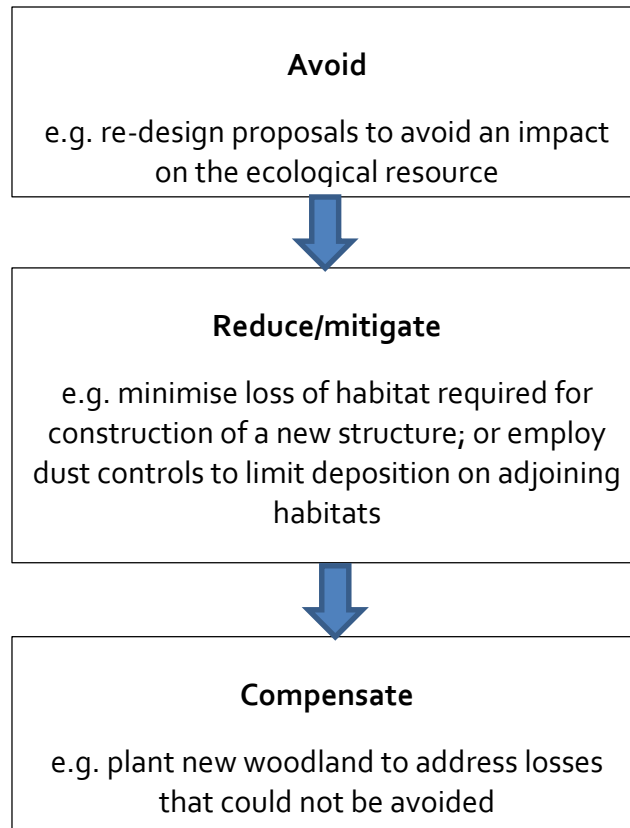 Avoid
e.g. re-design proposals to avoid an impact
on the ecological resource
Reduce/mitigate
e.g. minimise loss of habitat required for
construction of a new structure; or employ
dust controls to limit deposition on adjoining
habitats
Compensate
e.g. plant new woodland to address losses
that could not be avoided